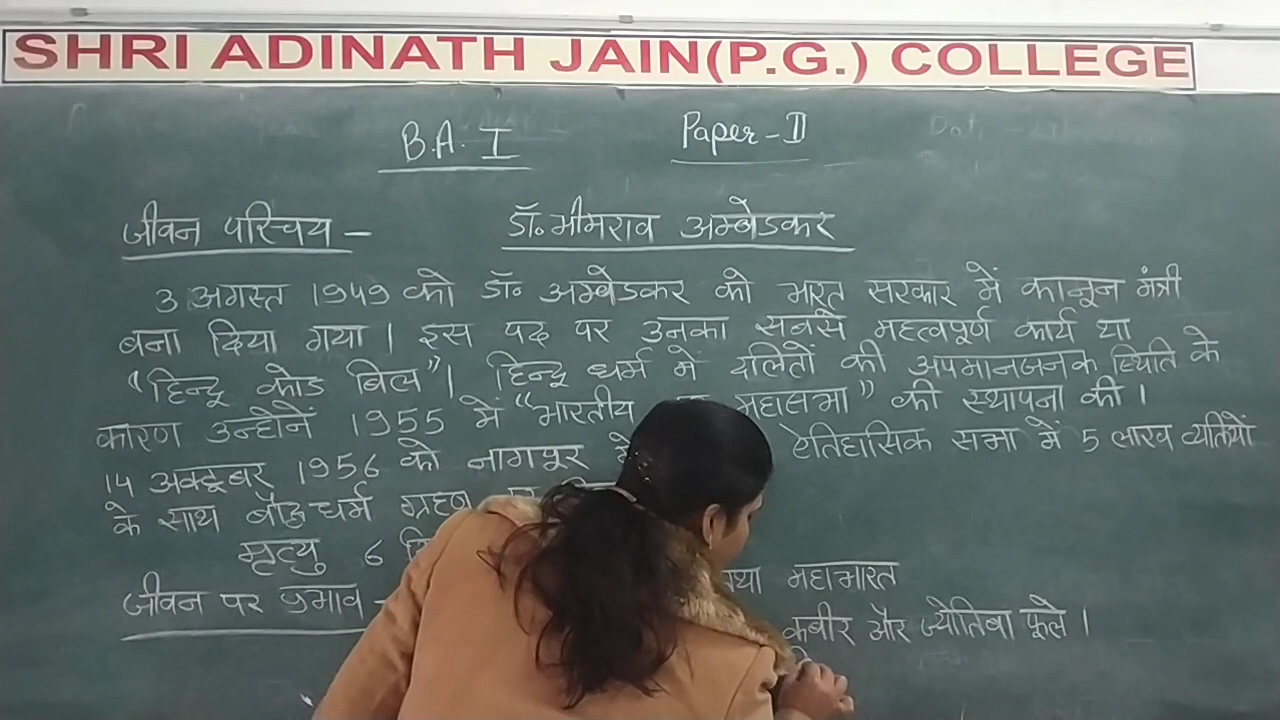 SHRI ADINATH JAIN(P.G.) COLLEGE
B.A. I Paper - II
जीवन परिचय - डॉ० भीमराव अम्बेडकर
3 अगस्त 1949 को डॉ० अम्बेडकर को भारत सरकार में कानून मंत्री
बना दिया गया । इस पद पर उनका सबसे महत्वपूर्ण कार्य था
"हिन्दू कोड बिल" । हिन्दू धर्म में दलितों की अपमानजनक स्थिति के
कारण उन्होनें 1955 में "भारतीय महासभा" की स्थापना की ।
14 अक्टूबर 1956 को नागपुर ऐतिहासिक सभा में 5 लाख व्यक्तियों
के साथ बौद्ध धर्म ग्रहण
मृत्यु 6
जीवन पर प्रभाव - महाभारत
कबीर और ज्योतिबा फूले ।